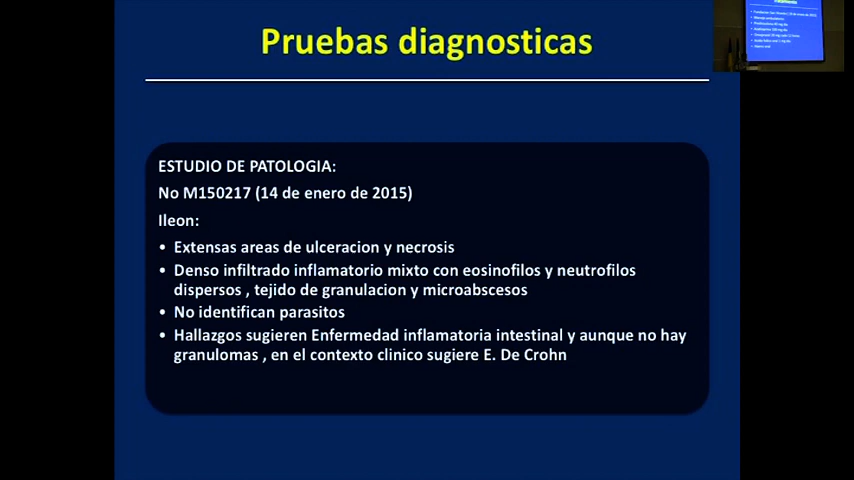 Pruebas diagnosticas
ESTUDIO DE PATOLOGIA:
No M150217 (14 de enero de 2015)
Ileon:
• Extensas areas de ulceracion y necrosis
• Denso infiltrado inflamatorio mixto con eosinofilos y neutrofilos
dispersos , tejido de granulacion y microabscesos
• No identifican parasitos
• Hallazgos sugieren Enfermedad inflamatoria intestinal y aunque no hay
granulomas , en el contexto clinico sugiere E. De Crohn